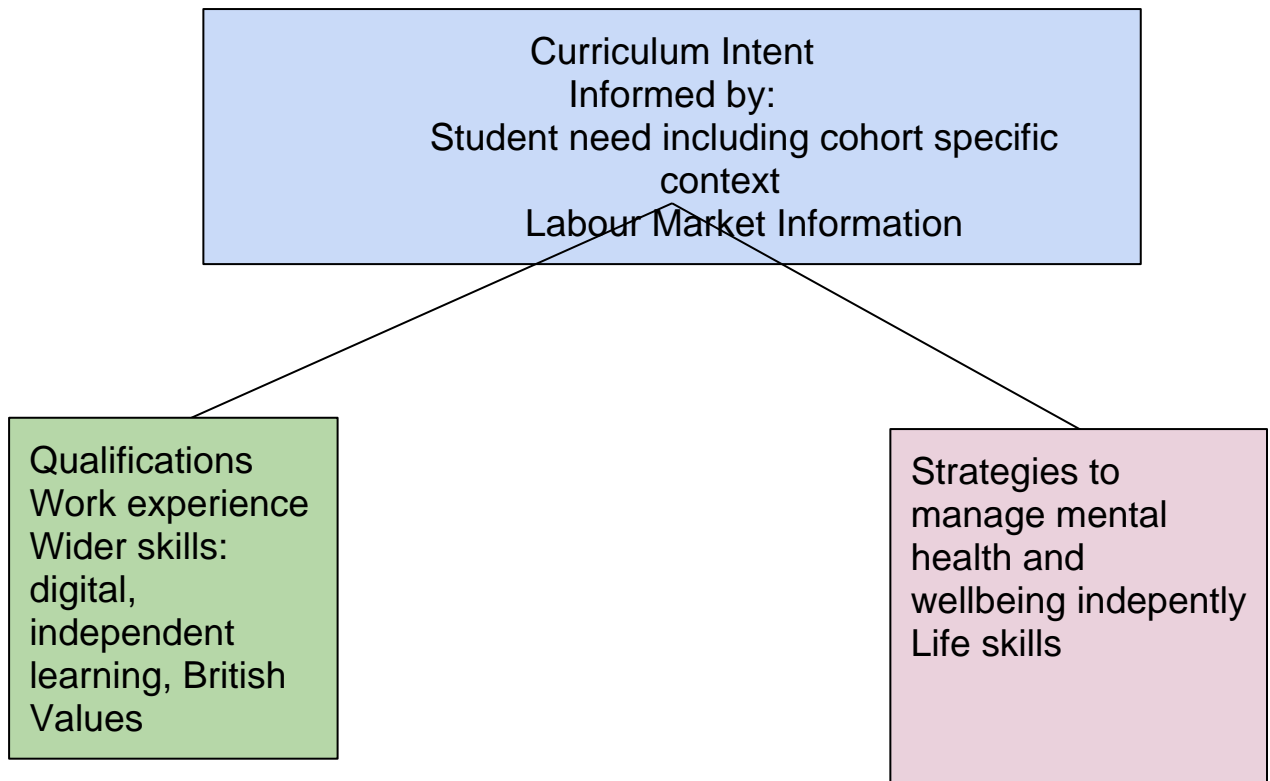 Curriculum Intent
Informed by:
Student need including cohort specific
context
Labour Market Information
Qualifications
Work experience
Wider skills:
digital,
independent
learning, British
Values
Strategies to
manage mental
health and
wellbeing indepently
Life skills